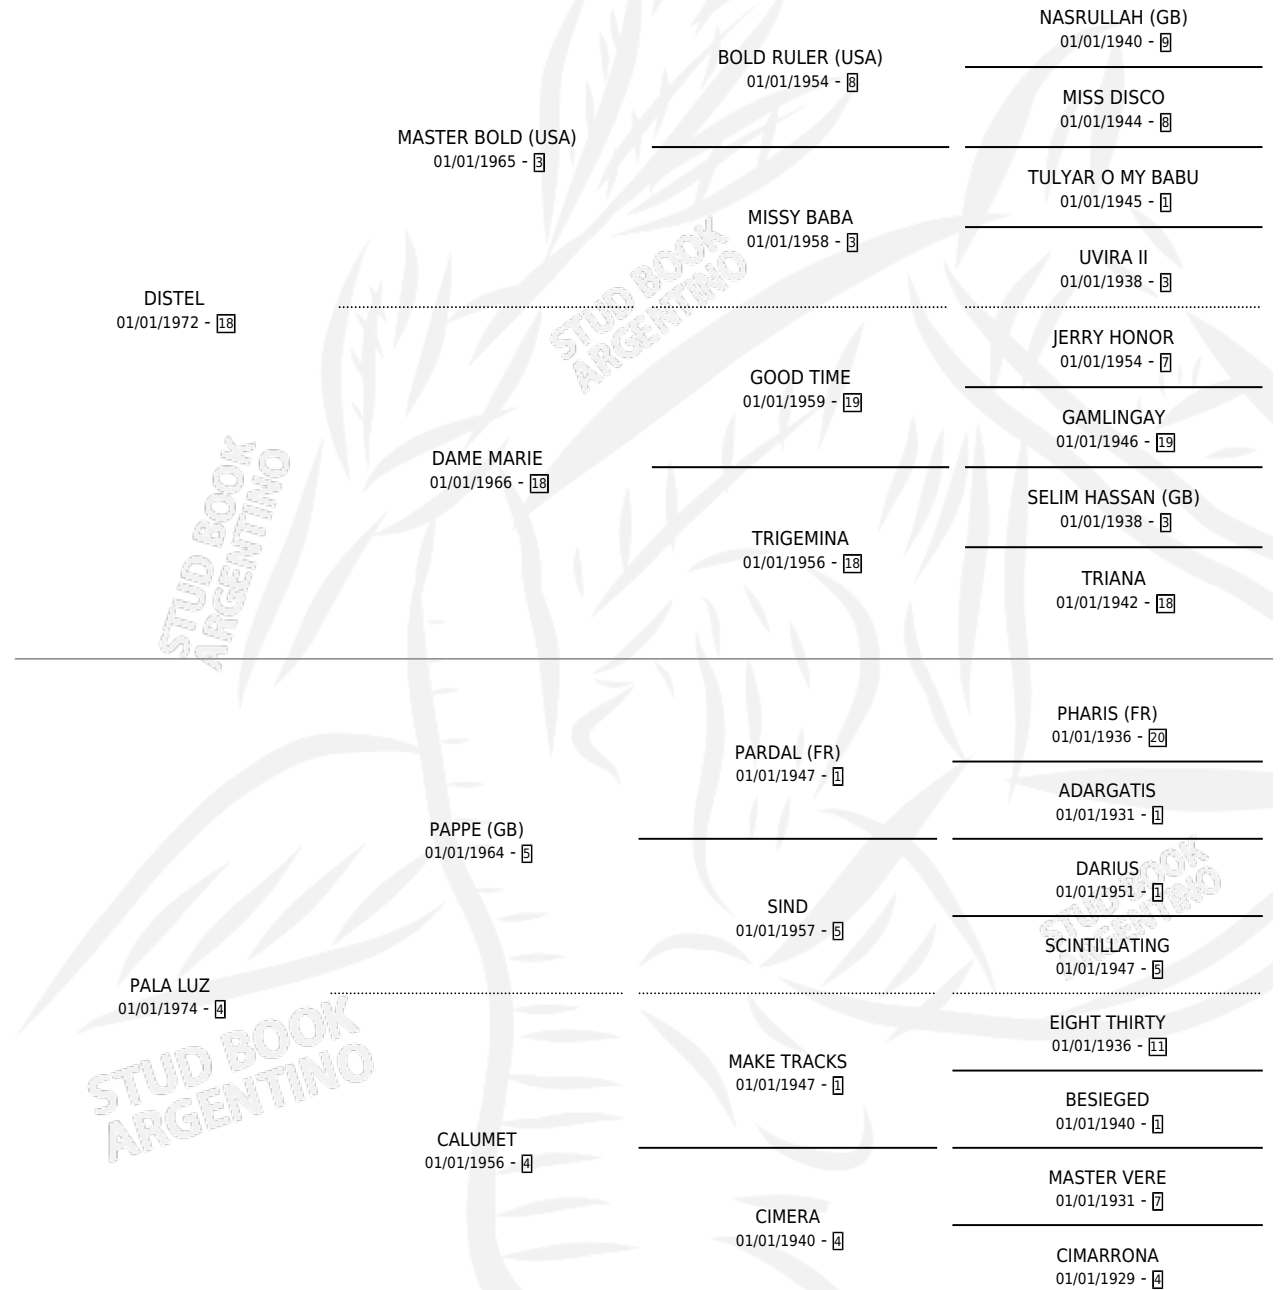 NASRULLAH (GB)
01/01/1940 - 9
BOLD RULER (USA)
01/01/1954 - 8
MISS DISCO
01/01/1944 - 8
MASTER BOLD (USA)
01/01/1965 - 3
TULYAR O MY BABU
01/01/1945 - 1
MISSY BABA
01/01/1958 - 3
UVIRA II
01/01/1938 - 3
DISTEL
01/01/1972 - 18
JERRY HONOR
01/01/1954 - 7
GOOD TIME
01/01/1959 - 19
GAMLINGAY
01/01/1946 - 19
DAME MARIE
01/01/1966 - 18
SELIM HASSAN (GB)
01/01/1938 - 3
TRIGEMINA
01/01/1956 - 18
TRIANA
01/01/1942 - 18
PHARIS (FR)
01/01/1936 - 20
PARDAL (FR)
01/01/1947 - 1
ADARGATIS
01/01/1931 - 1
PAPPE (GB)
01/01/1964 - 5
DARIUS
01/01/1951 - 1
SIND
01/01/1957 - 5
SCINTILLATING
01/01/1947 - 5
PALA LUZ
01/01/1974 - 4
EIGHT THIRTY
01/01/1936 - 11
MAKE TRACKS
01/01/1947 - 1
BESIEGED
01/01/1940 - 1
CALUMET
01/01/1956 - 4
MASTER VERE
01/01/1931 - 7
CIMERA
01/01/1940 - 4
CIMARRONA
01/01/1929 - 4
STUD BOOK
ARGENTINO
STUD BOOK
ARGENTINO
STUD BOOK
ARGENTINO
STUD BOOK
ARGENTINO